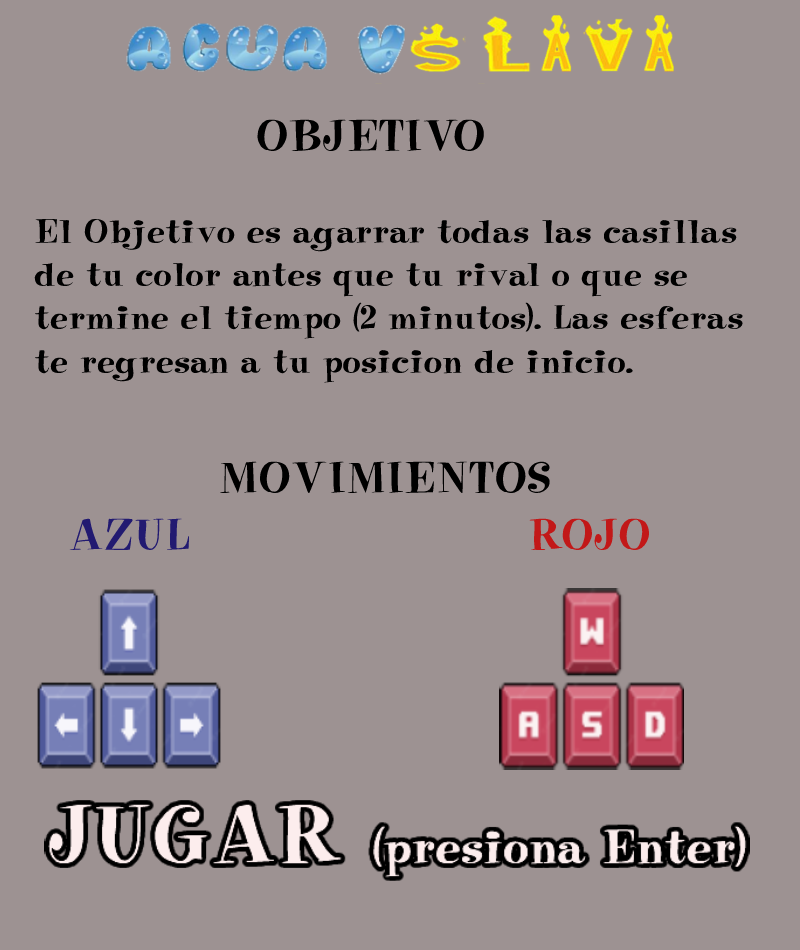 AGUA VS LAVA
OBJETIVO
El Objetivo es agarrar todas las casillas
de tu color antes que tu rival o que se
termine el tiempo (2 minutos). Las esferas
te regresan a tu posicion de inicio.
MOVIMIENTOS
AZUL ROJO
↑ W
← ↓ → A S D
JUGAR (presiona Enter)